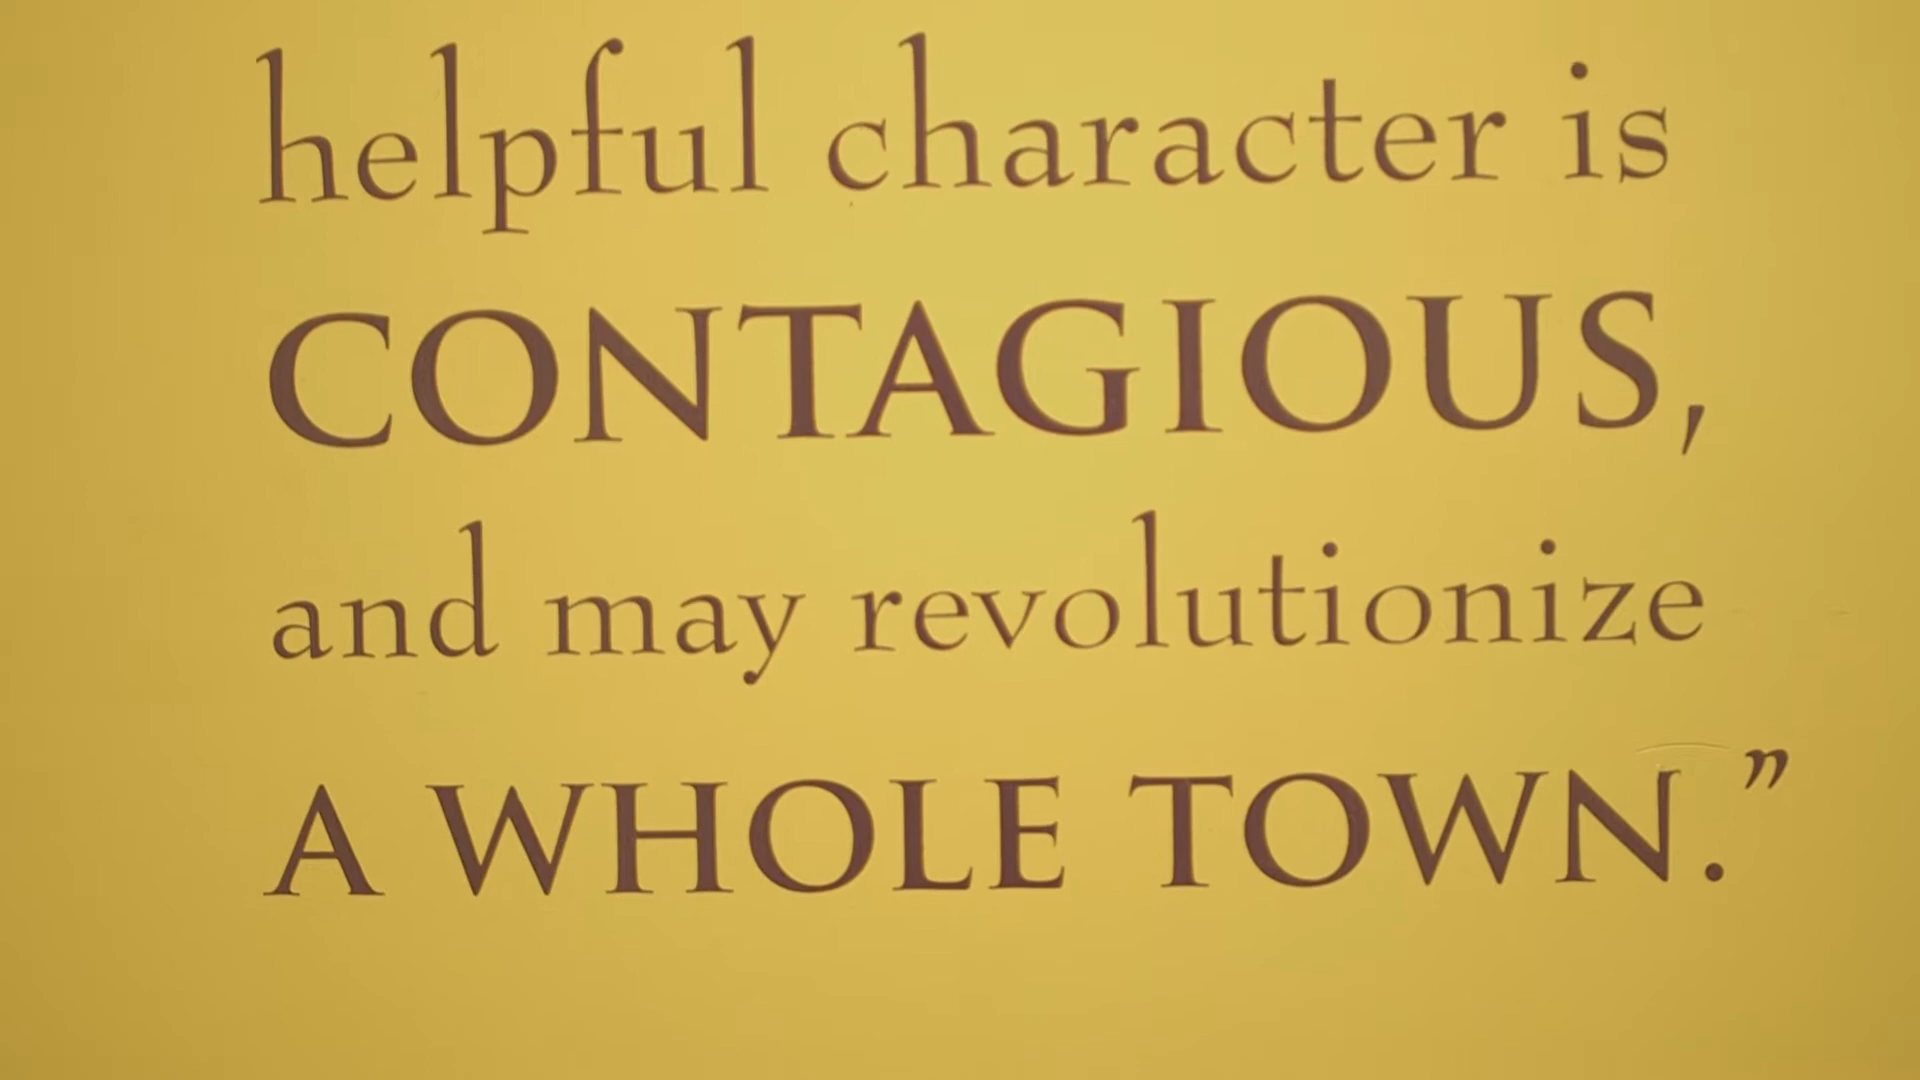 helpful character is
CONTAGIOUS,
and may revolutionize
A WHOLE TOWN.”